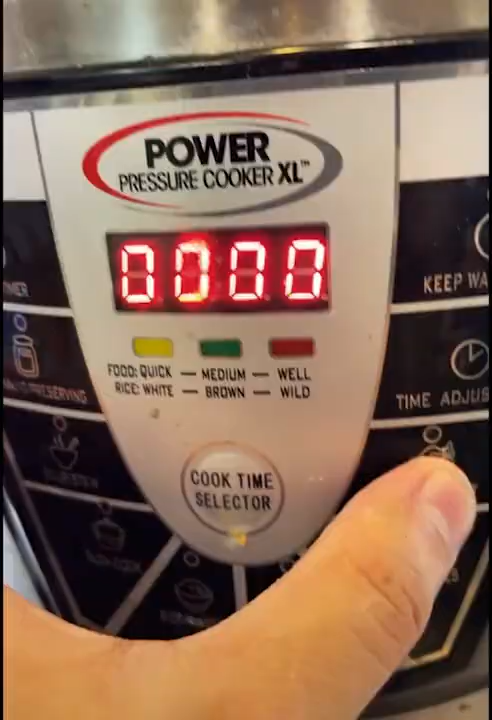 POWER
PRESSURE COOKER XL™
0000
KEEP WA
FOOD: QUICK — MEDIUM — WELL
RICE: WHITE — BROWN — WILD
TIME ADJUS
PRESERVING
COOK TIME
SELECTOR